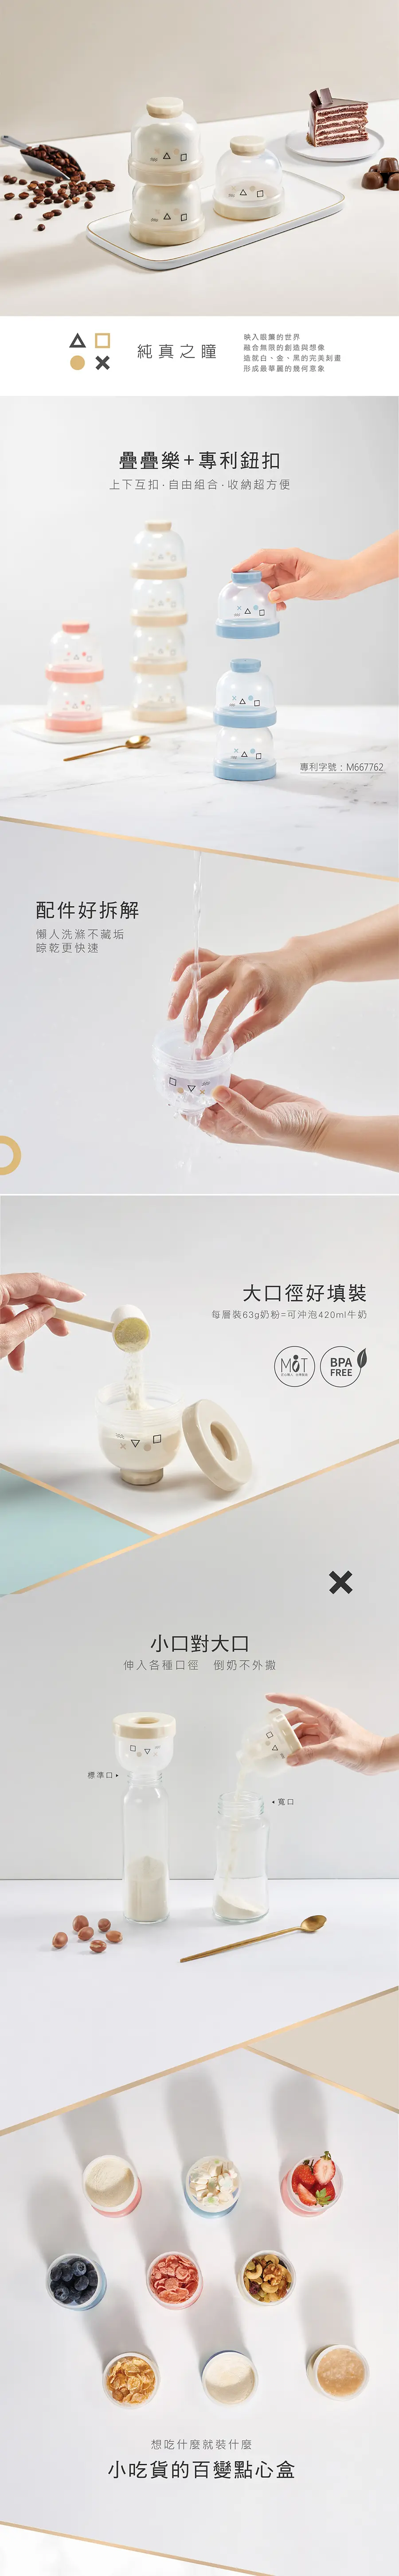 純真之瞳
映入眼簾的世界
融合無限的創造與想像
造就白、金、黑的完美刻畫
形成最華麗的幾何意象
疊疊樂+專利鈕扣
上下互扣·自由組合·收納超方便
專利字號:M667762
配件好拆解
懶人洗滌不藏垢
晾乾更快速
大口徑好填裝
每層裝63g奶粉=可沖泡420ml牛奶
MiT
BPA
FREE
小口對大口
伸入各種口徑 倒奶不外撒
標準口
寬口
想吃什麼就裝什麼
小吃貨的百變點心盒